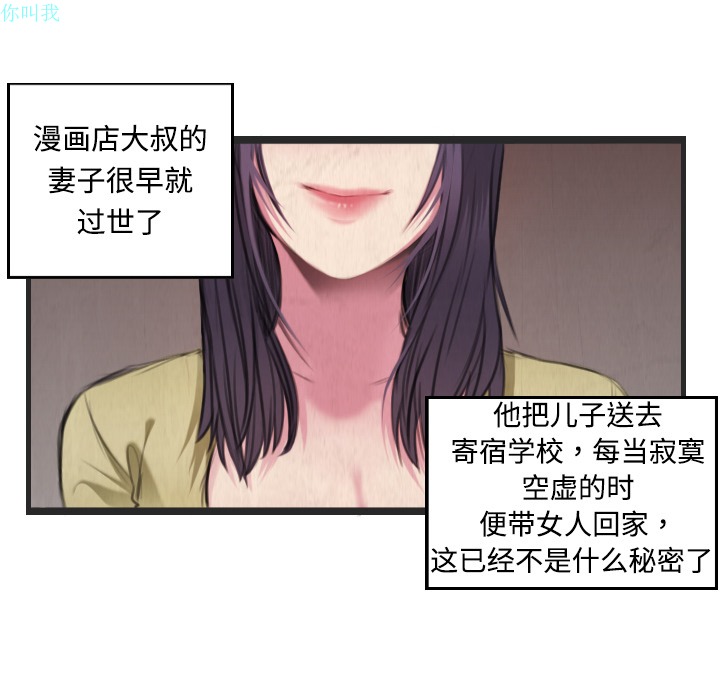 你叫我
漫画店大叔的
妻子很早就
过世了
他把儿子送去
寄宿学校，每当寂寞
空虚的时
便带女人回家，
这已经不是什么秘密了